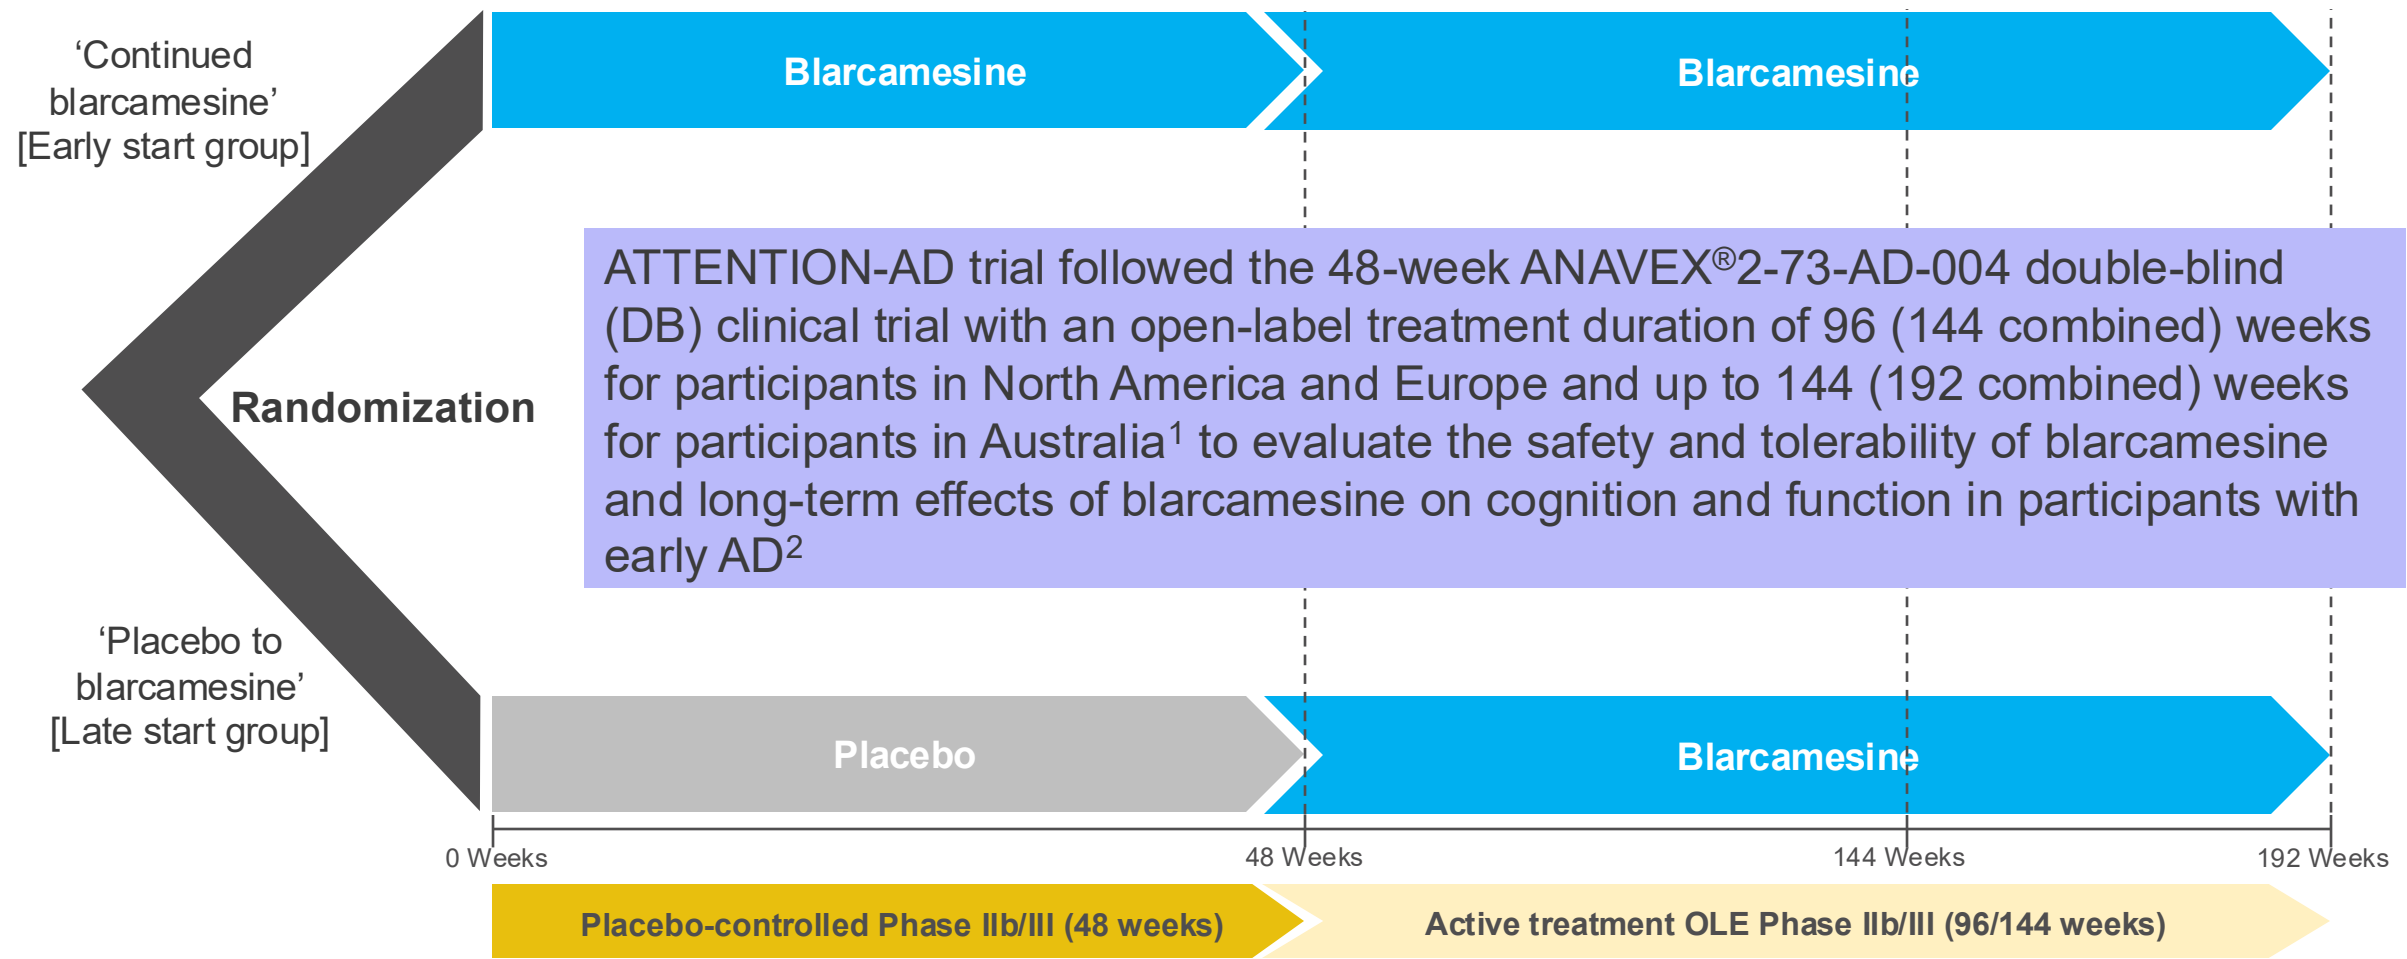 ‘Continued
blarcamesine’
[Early start group]
Blarcamesine
Blarcamesine
ATTENTION-AD trial followed the 48-week ANAVEX®2-73-AD-004 double-blind
(DB) clinical trial with an open-label treatment duration of 96 (144 combined) weeks
for participants in North America and Europe and up to 144 (192 combined) weeks
for participants in Australia¹ to evaluate the safety and tolerability of blarcamesine
and long-term effects of blarcamesine on cognition and function in participants with
early AD²
Randomization
‘Placebo to
blarcamesine’
[Late start group]
Placebo
Blarcamesine
0 Weeks
48 Weeks
144 Weeks
192 Weeks
Placebo-controlled Phase IIb/III (48 weeks)
Active treatment OLE Phase IIb/III (96/144 weeks)